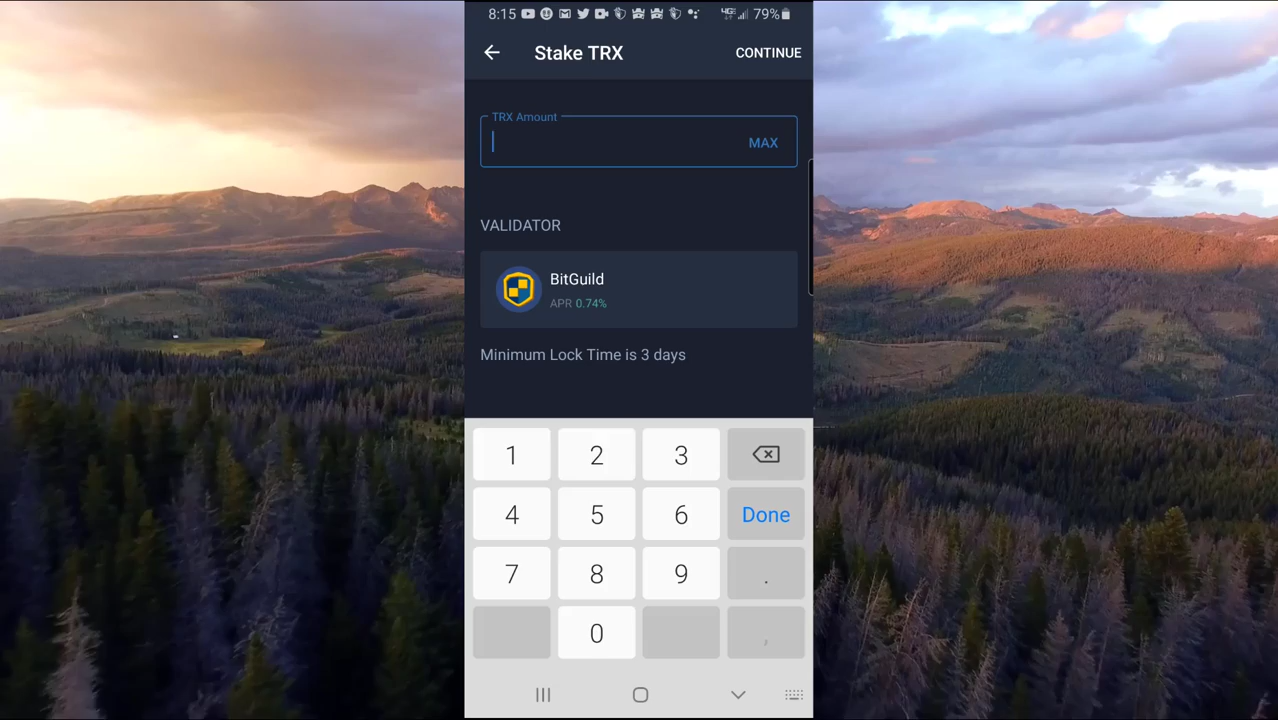 8:15 4GE 79%
Stake TRX CONTINUE
TRX Amount
MAX
VALIDATOR
BitGuild
APR 0.74%
Minimum Lock Time is 3 days
1 2 3
4 5 6 Done
7 8 9 .
0 ,